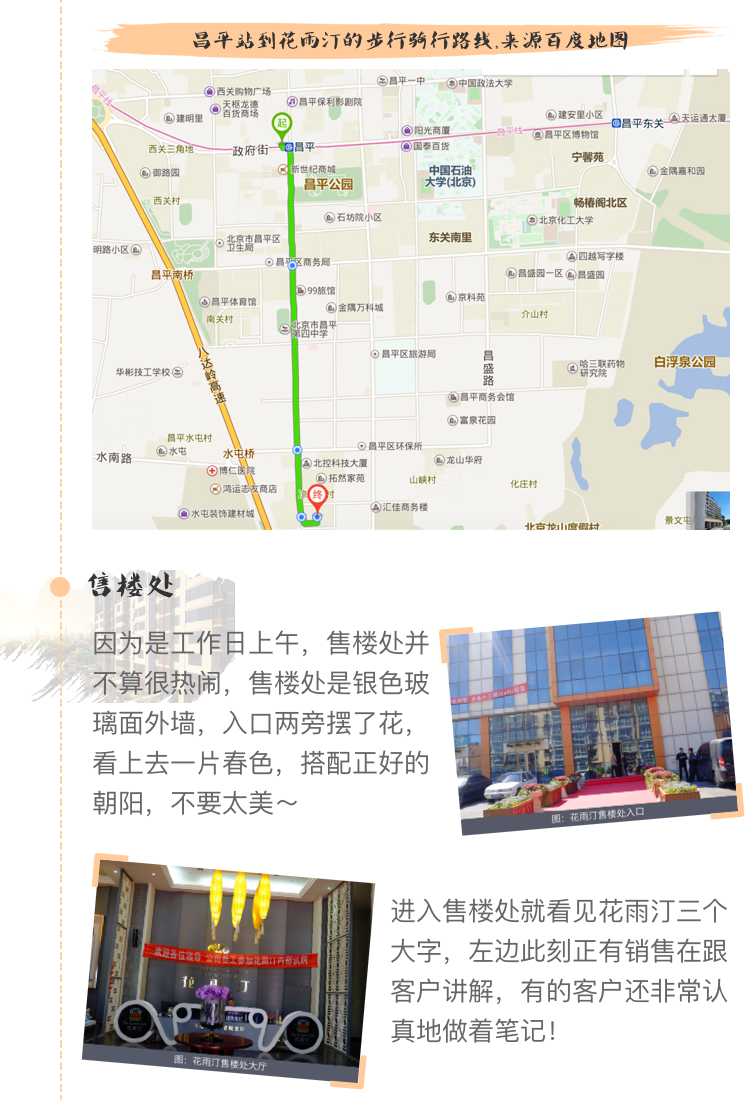 昌平站到花雨汀的步行骑行路线,来源百度地图
昌平线
西关购物广场
昌平一中
中国政法大学
天枢龙德
百货商场
昌平保利影剧院
建明里
起
阳光商厦
建安里小区
昌平东关
天运通大厦
昌平线
昌平区博物馆
西关三角地
政府街
昌平
国泰百货
宁馨苑
御路园
新世纪商城
昌平公园
中国石油
大学(北京)
金隅嘉和园
西关村
石坊院小区
畅椿阁北区
北京化工大学
明路小区
北京市昌平区
卫生局
东关南里
昌平区商务局
四越写字楼
昌平南桥
昌盛园一区
昌盛园
99旅馆
京科苑
昌平体育馆
金隅万科城
南关村
北京市昌平
第四中学
介山村
八达岭高速
昌平区旅游局
昌盛路
白浮泉公园
华彬技工学校
哈三联药物
研究院
昌平商务会馆
富泉花园
昌平水屯村
水屯
水屯桥
昌平区环保所
水南路
博仁医院
北控科技大厦
龙山华府
拓然家苑
山峡村
化庄村
鸿运志友商店
终
村
水屯装饰建材城
汇佳商务楼
北京龙山度假村
景文屯
售楼处
因为是工作日上午，售楼处并
不算很热闹，售楼处是银色玻
璃面外墙，入口两旁摆了花，
看上去一片春色，搭配正好的
朝阳，不要太美～
图：花雨汀售楼处入口
欢迎各位领导 公司员工参加花雨汀内部认购
花雨汀
图：花雨汀售楼处大厅
进入售楼处就看见花雨汀三个
大字，左边此刻正有销售在跟
客户讲解，有的客户还非常认
真地做着笔记！